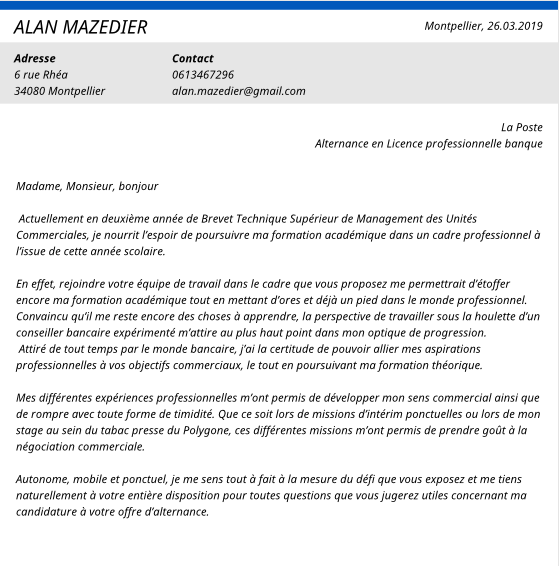 ALAN MAZEDIER
Montpellier, 26.03.2019
Adresse
6 rue Rhéa
34080 Montpellier
Contact
0613467296
alan.mazedier@gmail.com
La Poste
Alternance en Licence professionnelle banque
Madame, Monsieur, bonjour
Actuellement en deuxième année de Brevet Technique Supérieur de Management des Unités
Commerciales, je nourrit l’espoir de poursuivre ma formation académique dans un cadre professionnel à
l’issue de cette année scolaire.
En effet, rejoindre votre équipe de travail dans le cadre que vous proposez me permettrait d’étoffer
encore ma formation académique tout en mettant d’ores et déjà un pied dans le monde professionnel.
Convaincu qu’il me reste encore des choses à apprendre, la perspective de travailler sous la houlette d’un
conseiller bancaire expérimenté m’attire au plus haut point dans mon optique de progression.
Attiré de tout temps par le monde bancaire, j’ai la certitude de pouvoir allier mes aspirations
professionnelles à vos objectifs commerciaux, le tout en poursuivant ma formation théorique.
Mes différentes expériences professionnelles m’ont permis de développer mon sens commercial ainsi que
de rompre avec toute forme de timidité. Que ce soit lors de missions d’intérim ponctuelles ou lors de mon
stage au sein du tabac presse du Polygone, ces différentes missions m’ont permis de prendre goût à la
négociation commerciale.
Autonome, mobile et ponctuel, je me sens tout à fait à la mesure du défi que vous exposez et me tiens
naturellement à votre entière disposition pour toutes questions que vous jugerez utiles concernant ma
candidature à votre offre d’alternance.